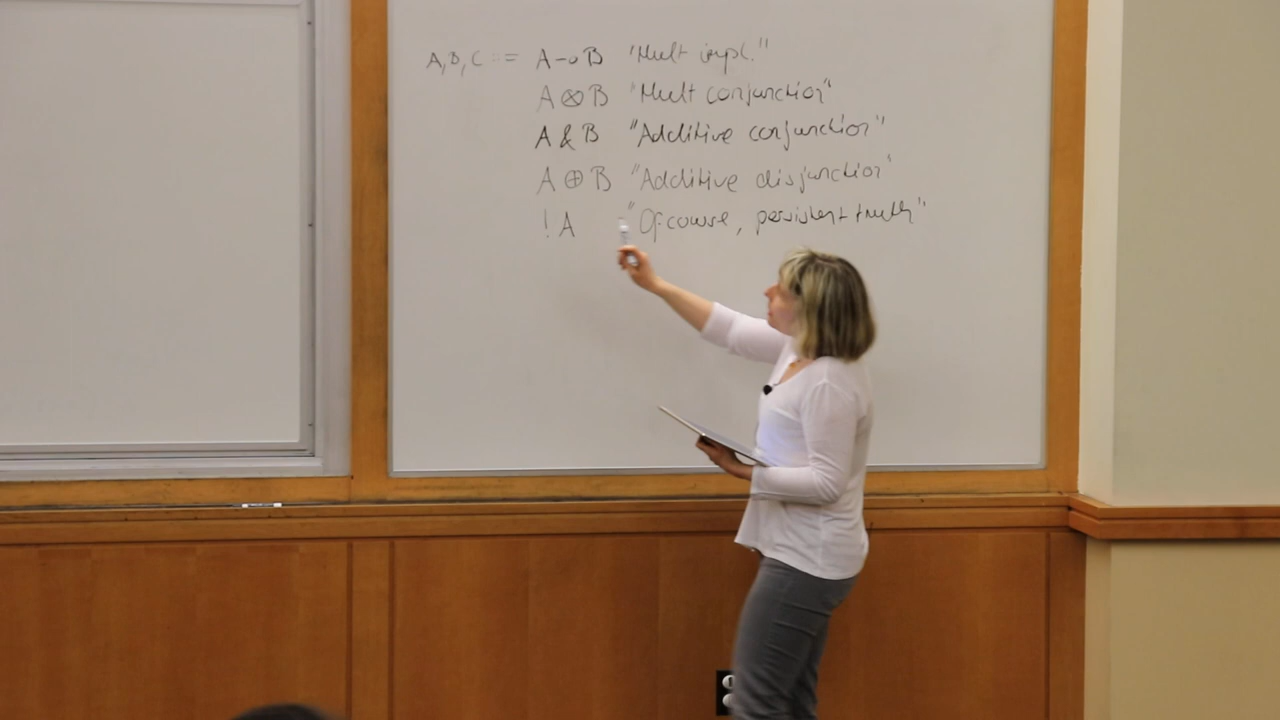 A,B,C ::= A ⊸ B "Mult impl."
A ⊗ B "Mult conjunction"
A & B "Additive conjunction"
A ⊕ B "Additive disjunction"
! A "Of course, persistent truth"